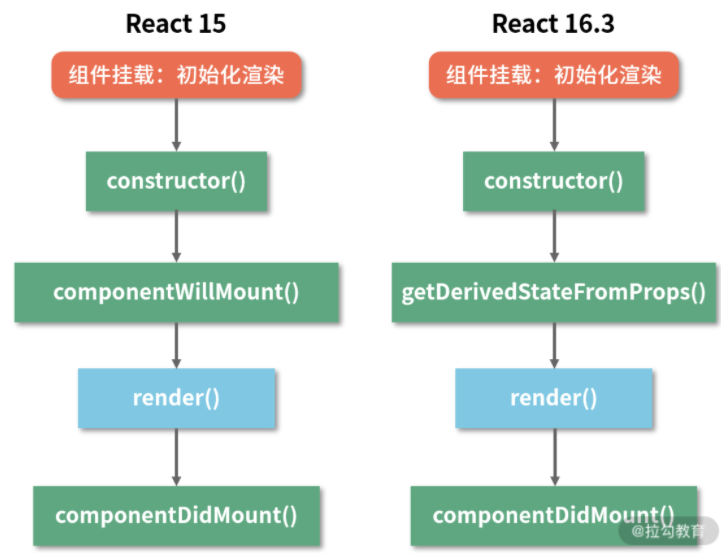 React 15
组件挂载：初始化渲染
constructor()
componentWillMount()
render()
componentDidMount()
React 16.3
组件挂载：初始化渲染
constructor()
getDerivedStateFromProps()
render()
componentDidMount()
@拉勾教育